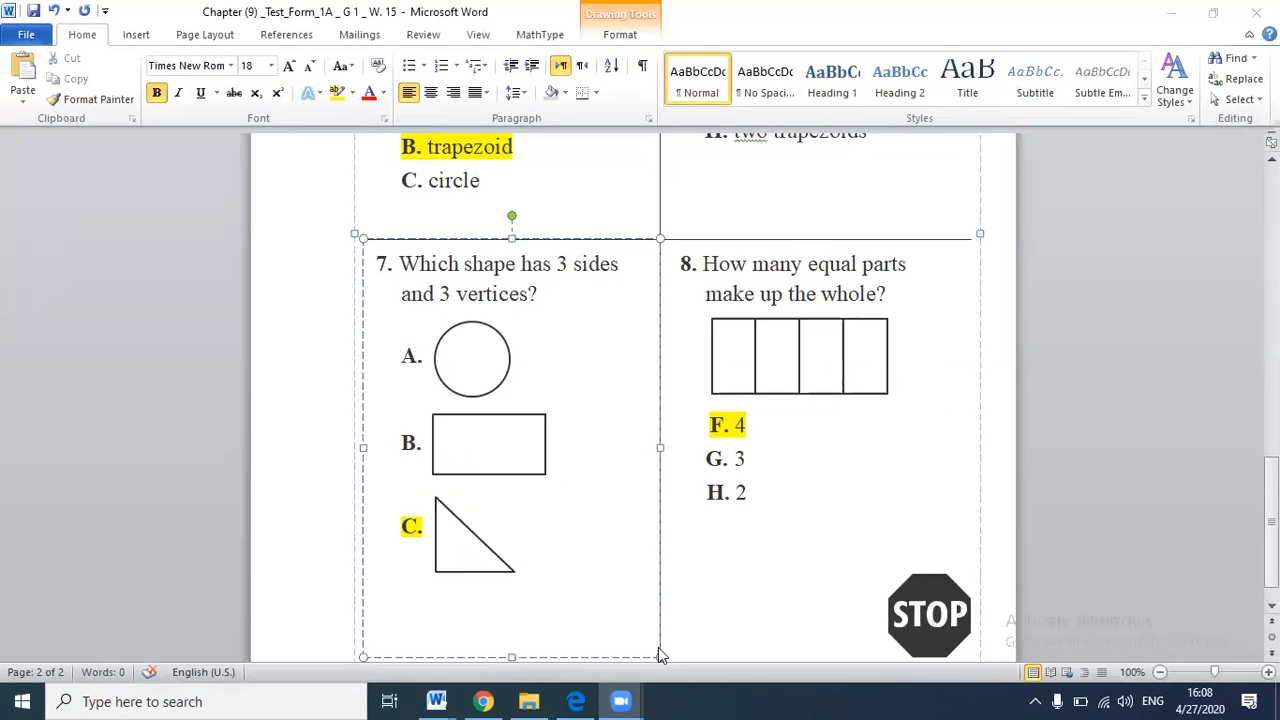 Chapter (9) _Test_Form_1A _ G 1 _ W. 15 - Microsoft Word
Drawing Tools
File
Home
Insert
Page Layout
References
Mailings
Review
View
MathType
Format
Paste
Cut
Copy
Format Painter
Clipboard
Times New Rom
18
Font
Paragraph
AaBbCcDc
¶ Normal
AaBbCcDc
¶ No Spaci...
AaBbCc
Heading 1
AaBbCc
Heading 2
AaB
Title
AaBbCc.
Subtitle
AaBbCcDc
Subtle Em...
Change
Styles
Styles
Find
Replace
Select
Editing
B. trapezoid
C. circle
H. two trapezoids
7. Which shape has 3 sides
and 3 vertices?
A.
B.
C.
8. How many equal parts
make up the whole?
F. 4
G. 3
H. 2
STOP
Activate Windows
Page: 2 of 2
Words: 0
English (U.S.)
100%
Type here to search
ENG
16:08
4/27/2020